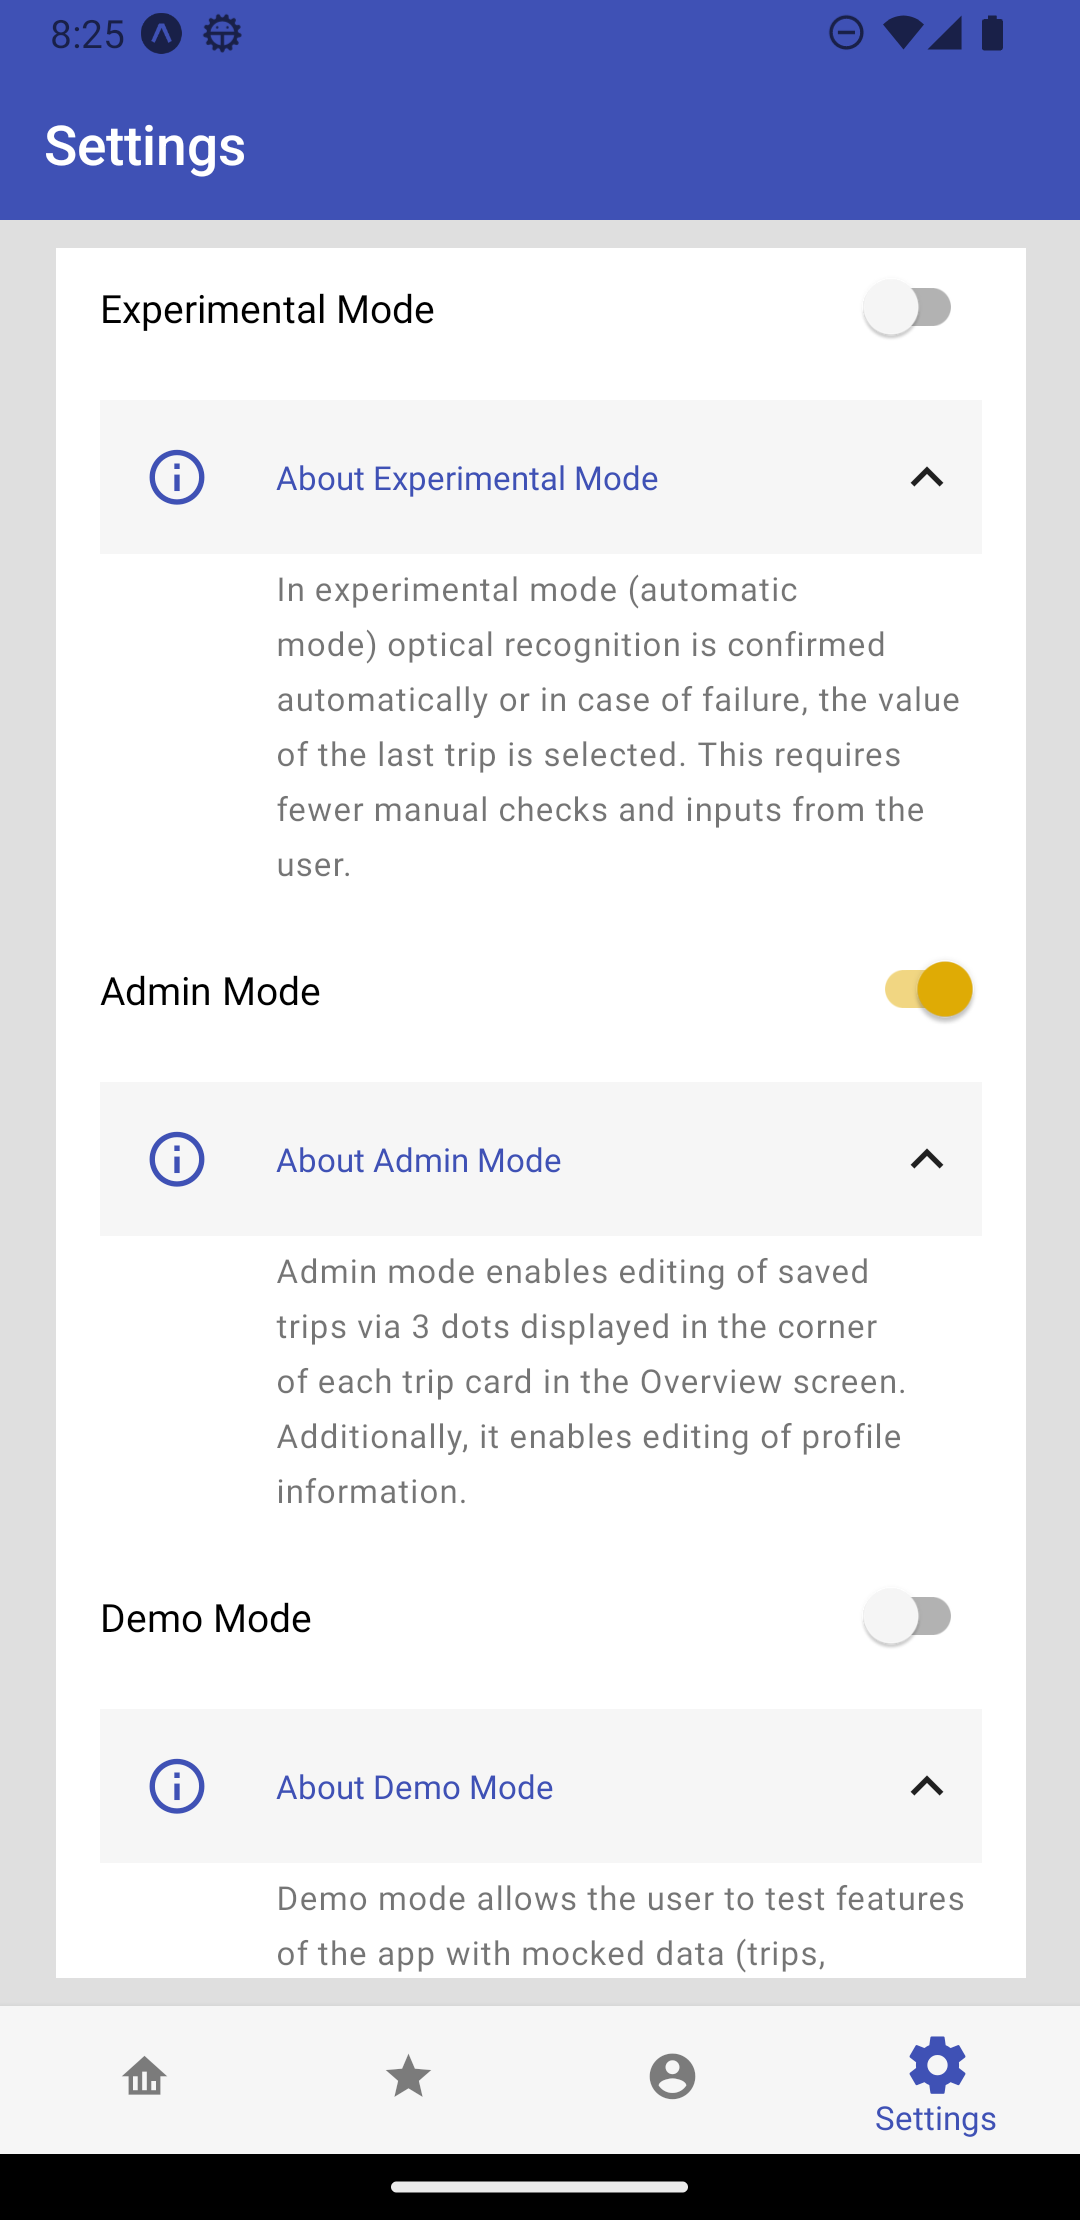 8:25
Settings
Experimental Mode
About Experimental Mode
In experimental mode (automatic
mode) optical recognition is confirmed
automatically or in case of failure, the value
of the last trip is selected. This requires
fewer manual checks and inputs from the
user.
Admin Mode
About Admin Mode
Admin mode enables editing of saved
trips via 3 dots displayed in the corner
of each trip card in the Overview screen.
Additionally, it enables editing of profile
information.
Demo Mode
About Demo Mode
Demo mode allows the user to test features
of the app with mocked data (trips,
Settings